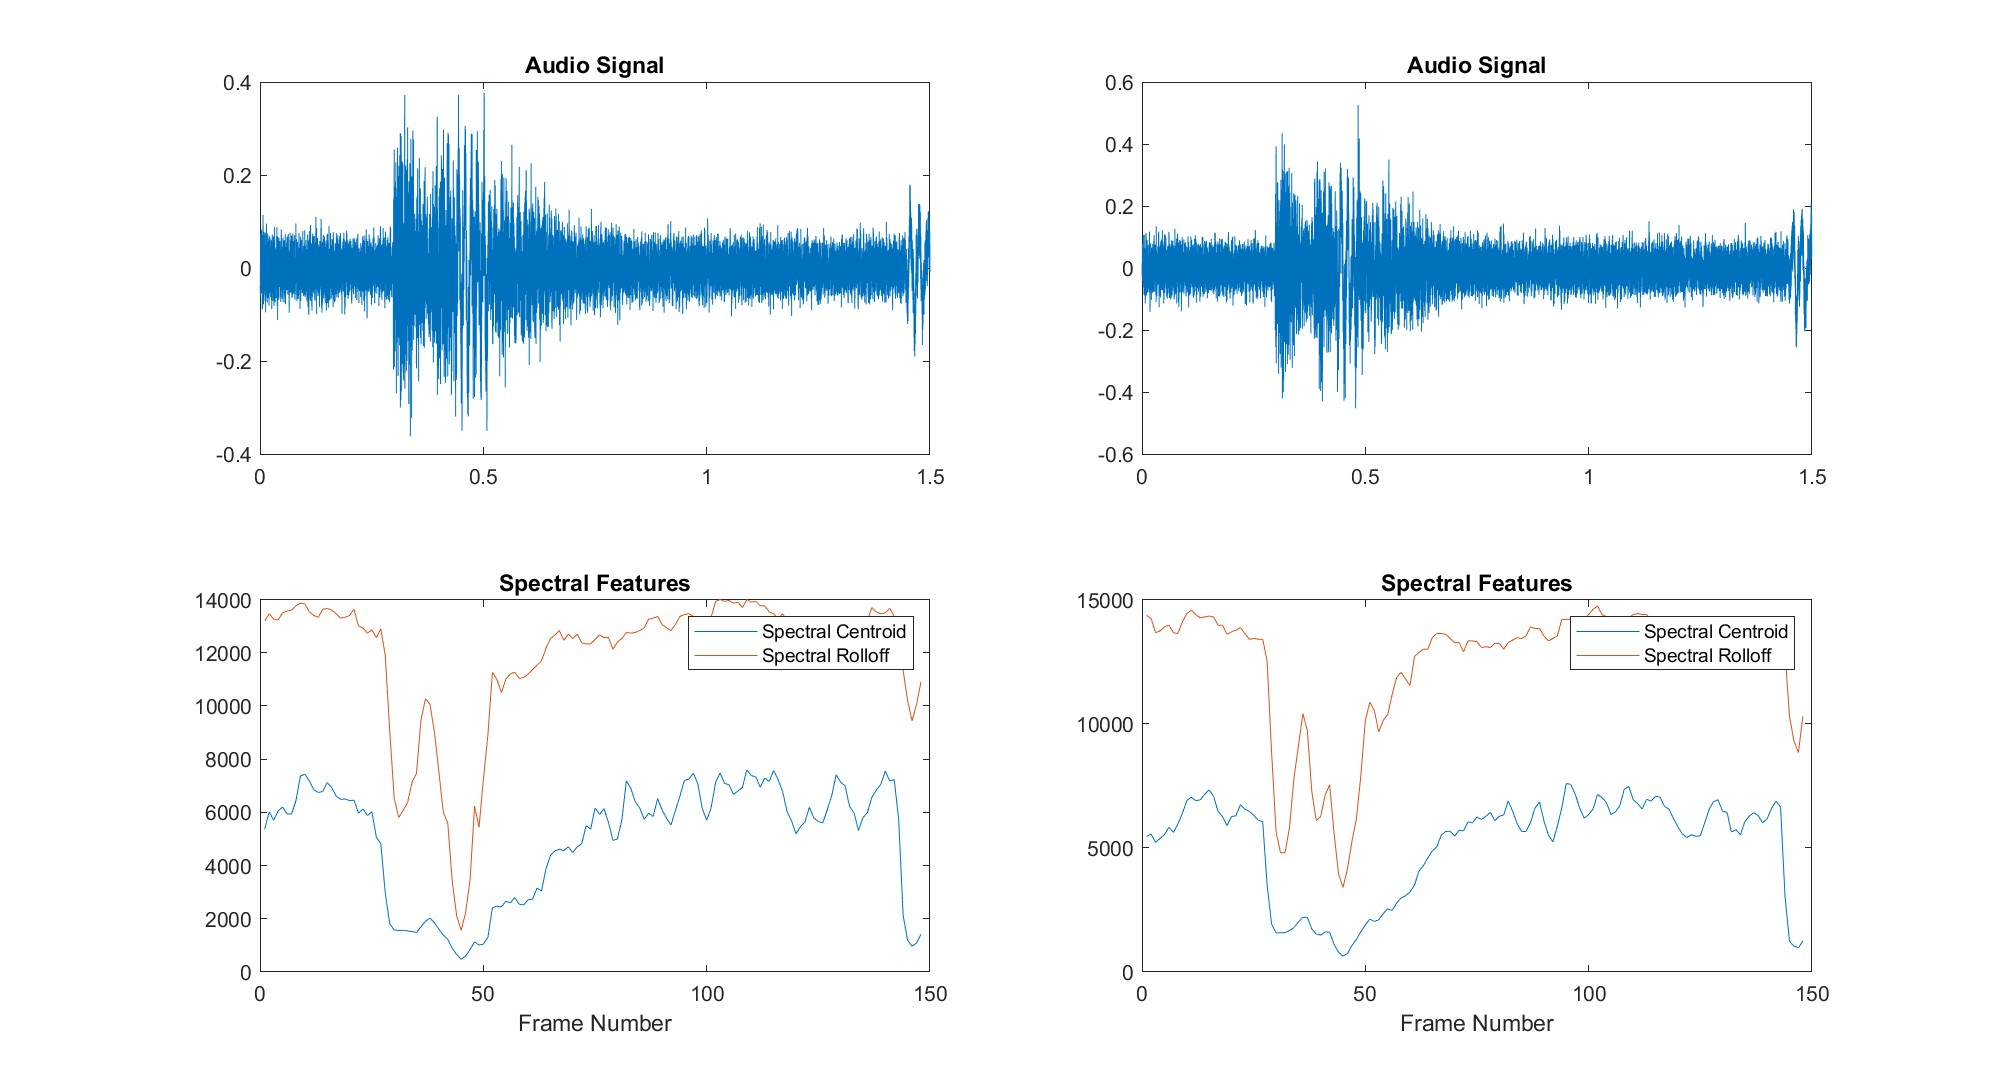 Audio Signal
0.4
0.2
0
-0.2
-0.4
0 0.5 1 1.5
Audio Signal
0.6
0.4
0.2
0
-0.2
-0.4
-0.6
0 0.5 1 1.5
Spectral Features
14000
12000
10000
8000
6000
4000
2000
0
Spectral Centroid
Spectral Rolloff
0 50 100 150
Frame Number
Spectral Features
15000
10000
5000
0
Spectral Centroid
Spectral Rolloff
0 50 100 150
Frame Number